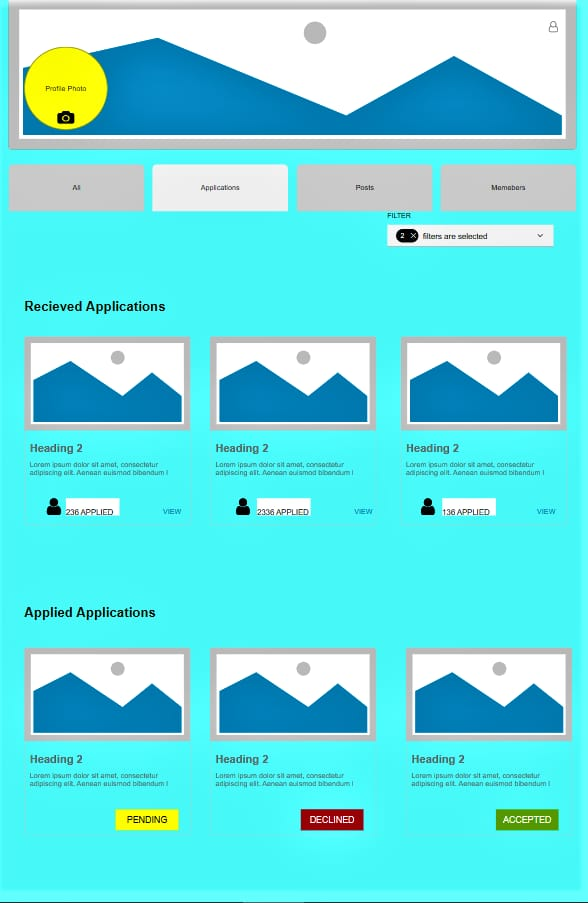 Profile Photo
All
Applications
Posts
Memebers
FILTER
2 × filters are selected
Recieved Applications
Heading 2
Lorem ipsum dolor sit amet, consectetur
adipiscing elit. Aenean euismod bibendum l
236 APPLIED
VIEW
Heading 2
Lorem ipsum dolor sit amet, consectetur
adipiscing elit. Aenean euismod bibendum l
2336 APPLIED
VIEW
Heading 2
Lorem ipsum dolor sit amet, consectetur
adipiscing elit. Aenean euismod bibendum l
136 APPLIED
VIEW
Applied Applications
Heading 2
Lorem ipsum dolor sit amet, consectetur
adipiscing elit. Aenean euismod bibendum l
PENDING
Heading 2
Lorem ipsum dolor sit amet, consectetur
adipiscing elit. Aenean euismod bibendum l
DECLINED
Heading 2
Lorem ipsum dolor sit amet, consectetur
adipiscing elit. Aenean euismod bibendum l
ACCEPTED